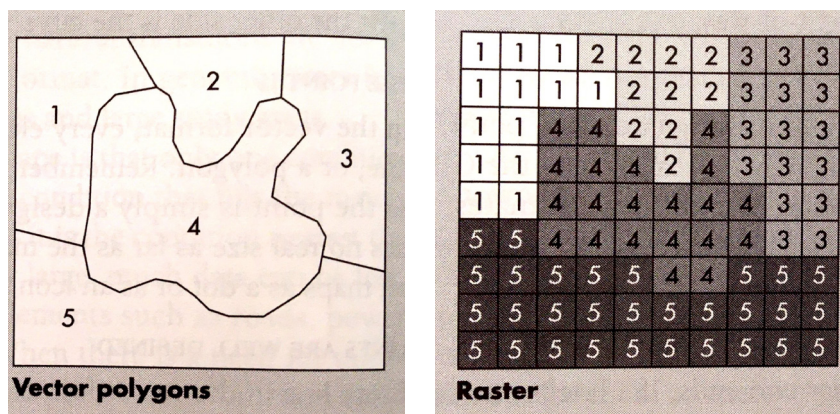 1
2
3
4
5
Vector polygons
1 1 1 2 2 2 2 3 3 3
1 1 1 1 2 2 2 3 3 3
1 1 4 4 2 2 4 3 3 3
1 1 4 4 4 2 4 3 3 3
1 1 4 4 4 4 4 4 3 3
5 5 4 4 4 4 4 4 3 3
5 5 5 5 5 4 4 5 5 5
5 5 5 5 5 5 5 5 5 5
5 5 5 5 5 5 5 5 5 5
Raster